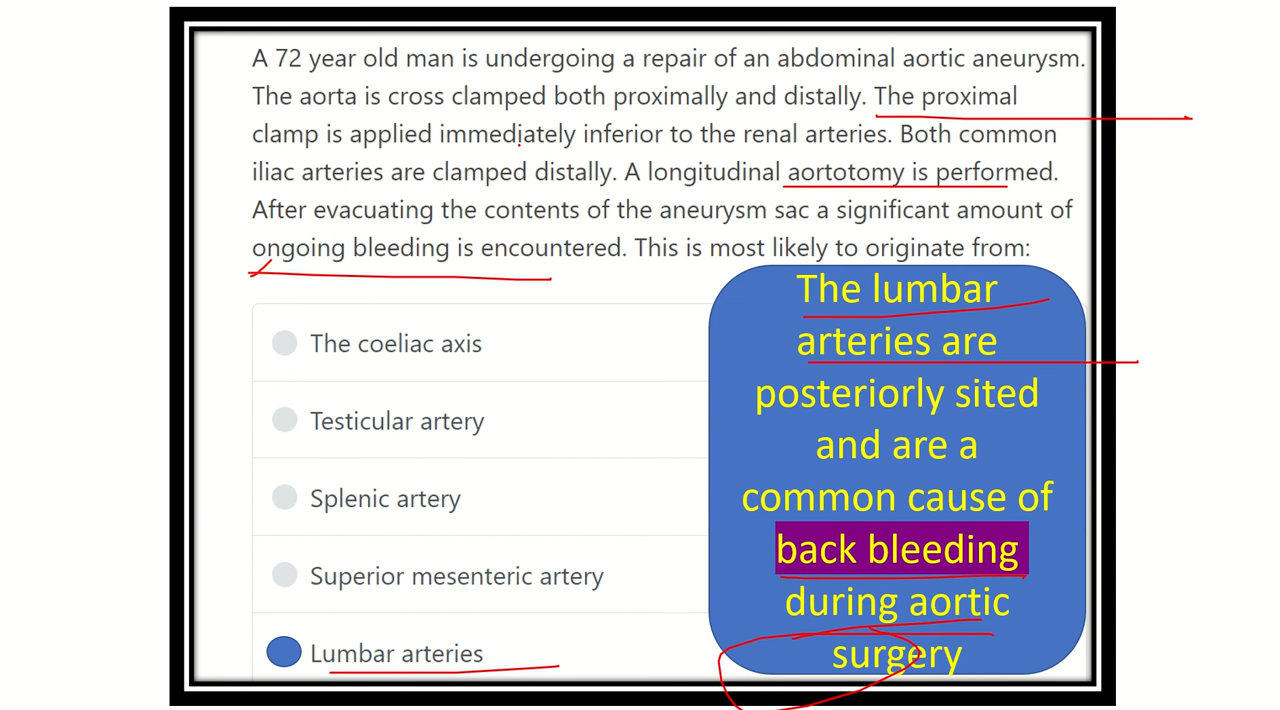 A 72 year old man is undergoing a repair of an abdominal aortic aneurysm.
The aorta is cross clamped both proximally and distally. The proximal
clamp is applied immediately inferior to the renal arteries. Both common
iliac arteries are clamped distally. A longitudinal aortotomy is performed.
After evacuating the contents of the aneurysm sac a significant amount of
ongoing bleeding is encountered. This is most likely to originate from:
The coeliac axis
Testicular artery
Splenic artery
Superior mesenteric artery
Lumbar arteries
The lumbar
arteries are
posteriorly sited
and are a
common cause of
back bleeding
during aortic
surgery